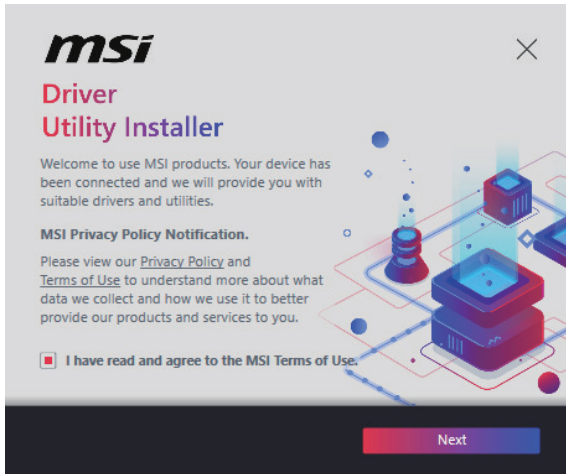 msi
Driver
Utility Installer
Welcome to use MSI products. Your device has
been connected and we will provide you with
suitable drivers and utilities.
MSI Privacy Policy Notification.
Please view our Privacy Policy and
Terms of Use to understand more about what
data we collect and how we use it to better
provide our products and services to you.
I have read and agree to the MSI Terms of Use.
Next